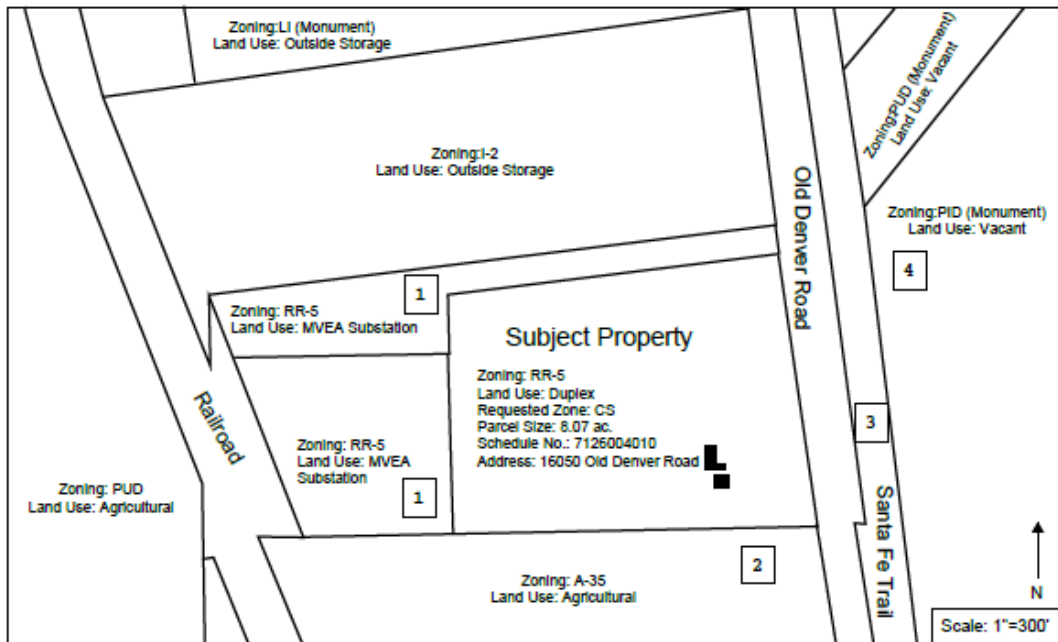 Zoning:LI (Monument)
Land Use: Outside Storage
Zoning:PUD (Monument)
Land Use: Vacant
Zoning:I-2
Land Use: Outside Storage
Old Denver Road
Zoning:PID (Monument)
Land Use: Vacant
4
1
Zoning: RR-5
Land Use: MVEA Substation
Subject Property
Zoning: RR-5
Land Use: Duplex
Requested Zone: CS
Parcel Size: 8.07 ac.
Schedule No.: 7126004010
Address: 16050 Old Denver Road
Railroad
3
Zoning: RR-5
Land Use: MVEA
Substation
1
Zoning: PUD
Land Use: Agricultural
Santa Fe Trail
2
Zoning: A-35
Land Use: Agricultural
N
Scale: 1"=300'